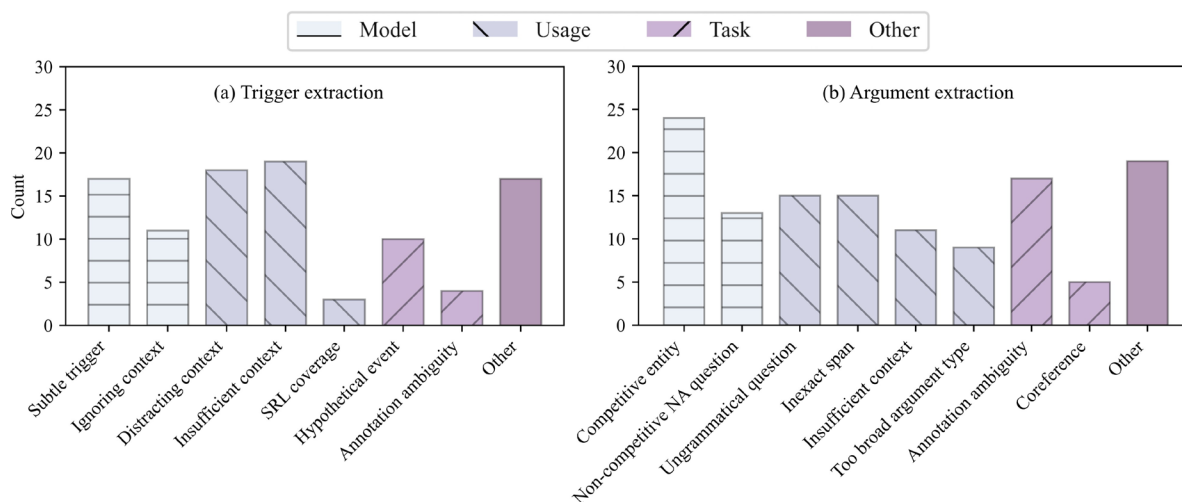 Model Usage Task Other
(a) Trigger extraction
Count
30
25
20
15
10
5
0
Subtle trigger
Ignoring context
Distracting context
Insufficient context
SRL coverage
Hypothetical event
Annotation ambiguity
Other
(b) Argument extraction
30
25
20
15
10
5
0
Competitive entity
Non-competitive NA question
Ungrammatical question
Inexact span
Insufficient context
Too broad argument type
Annotation ambiguity
Coreference
Other